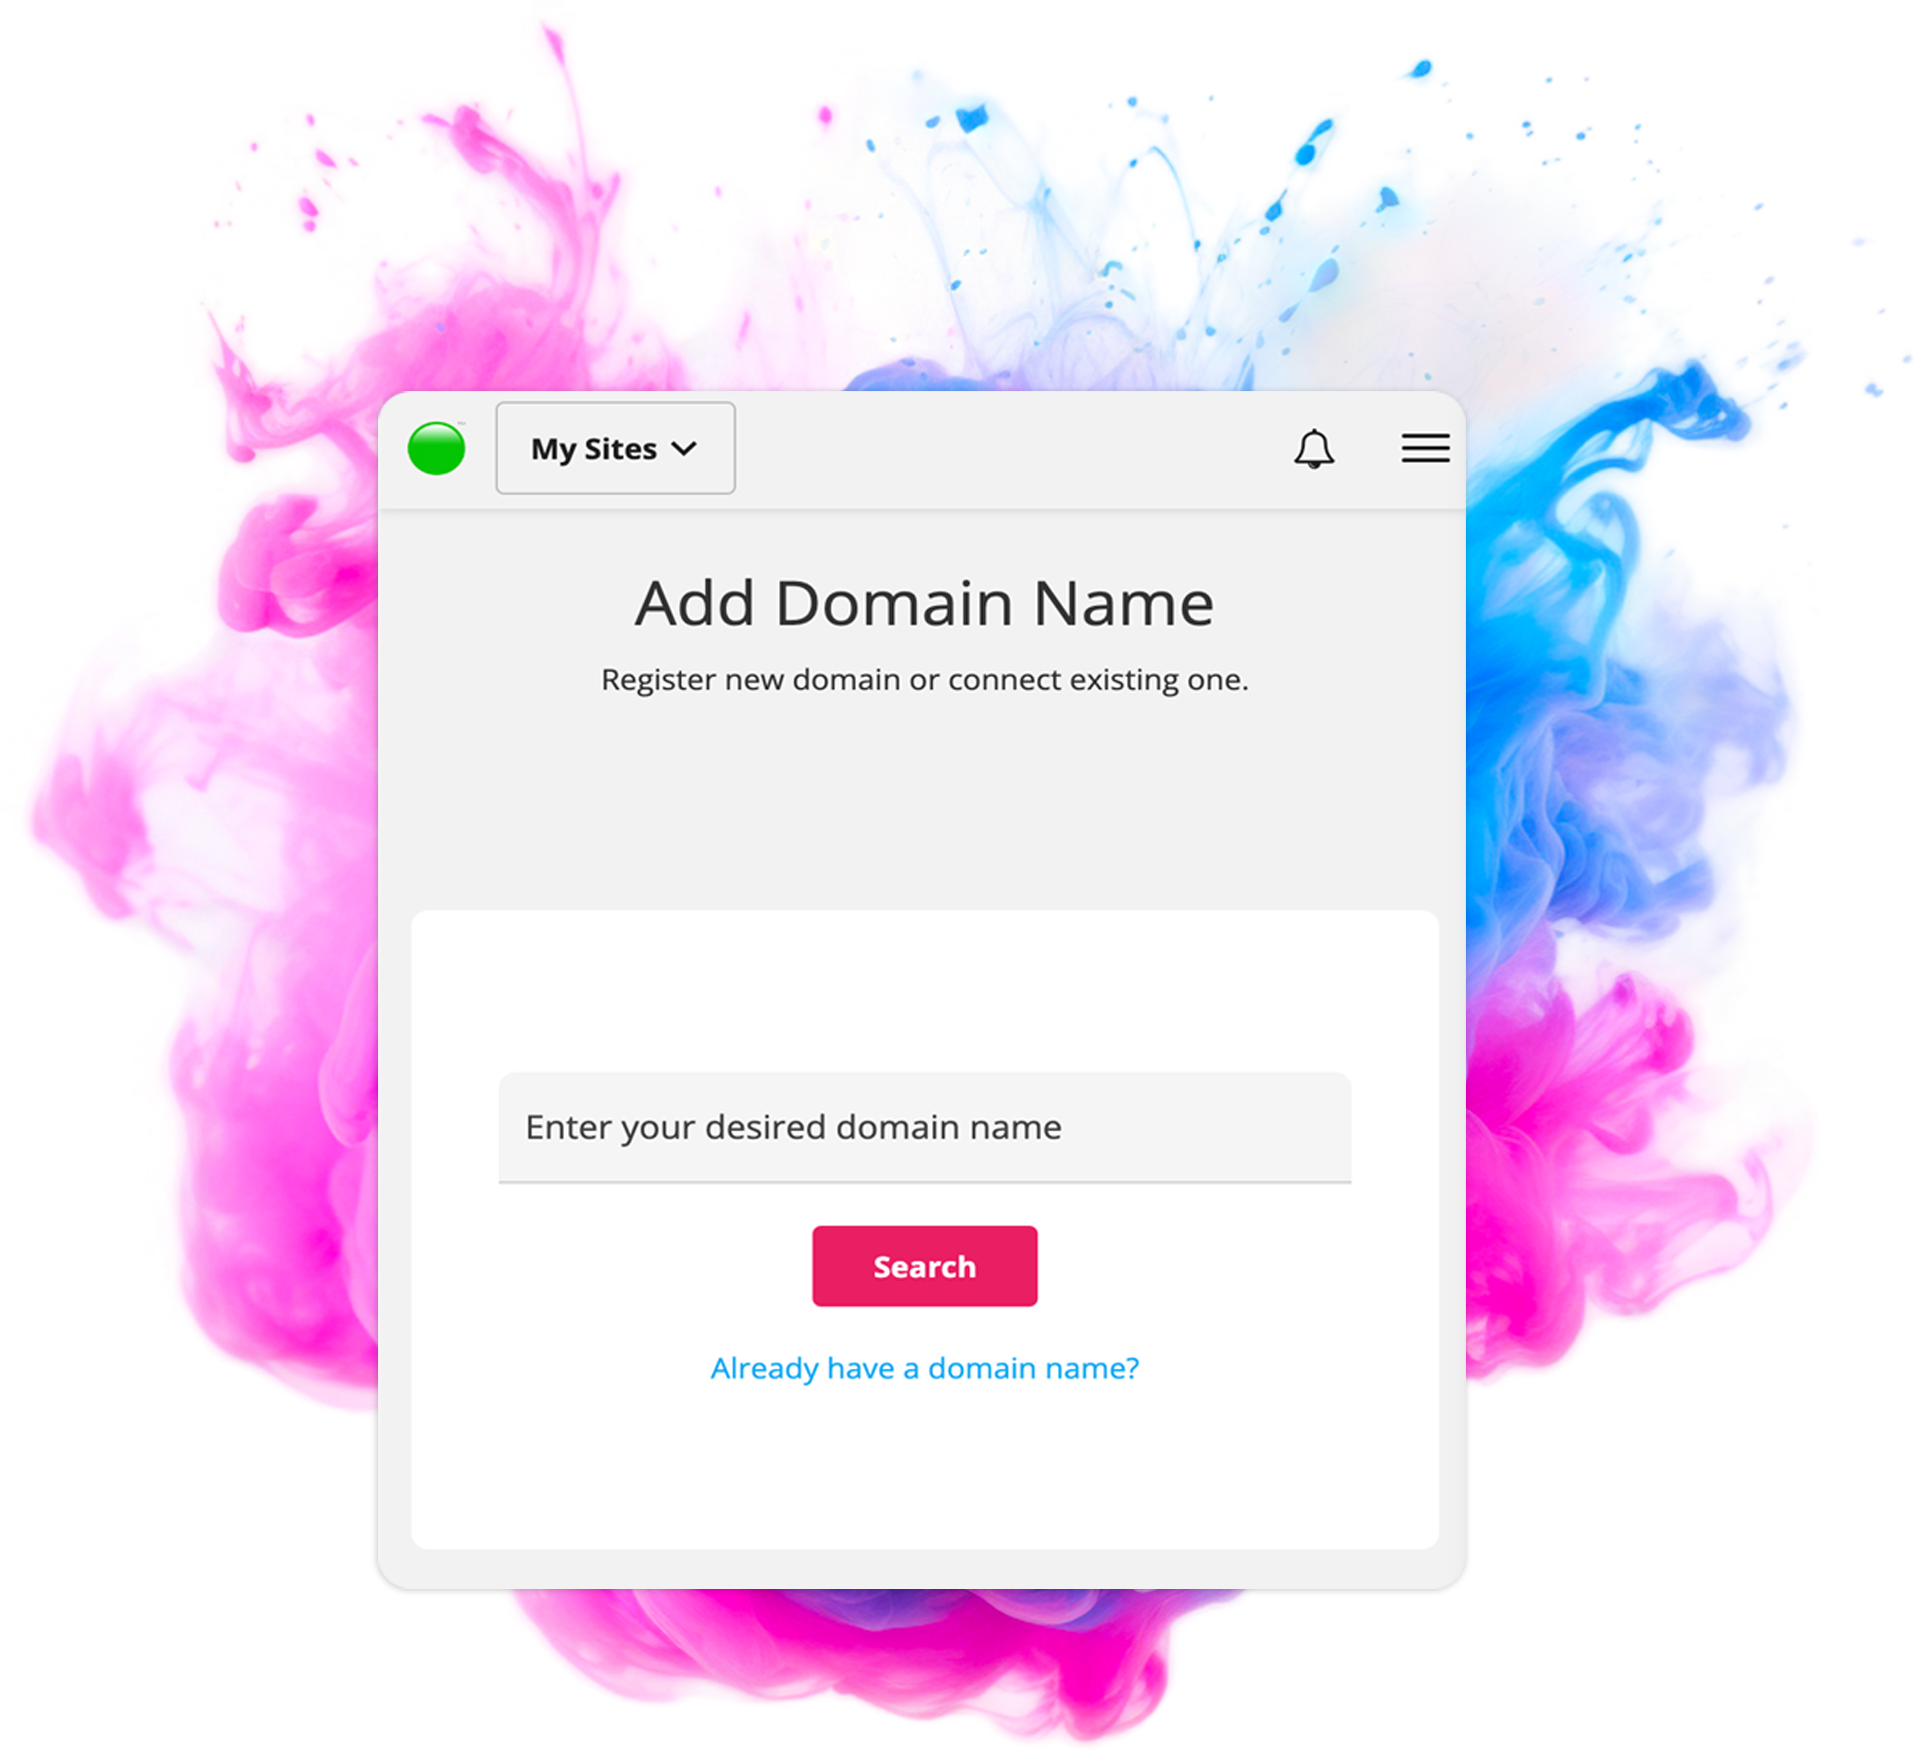 My Sites
Add Domain Name
Register new domain or connect existing one.
Enter your desired domain name
Search
Already have a domain name?